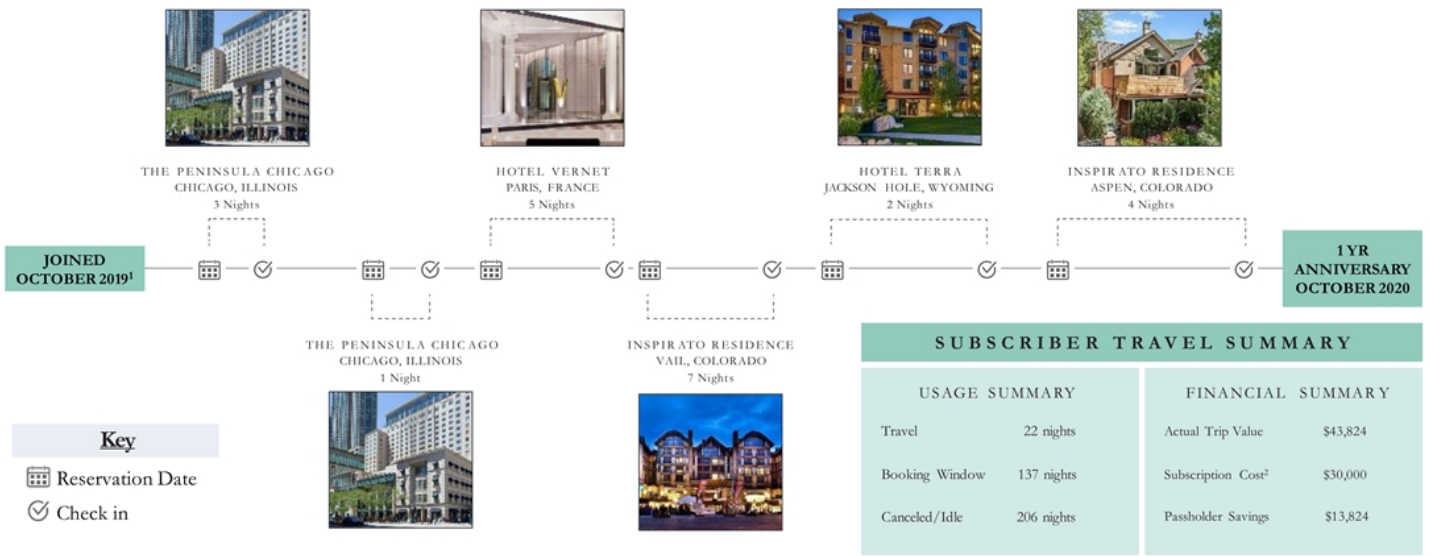 THE PENINSULA CHICAGO
CHICAGO, ILLINOIS
3 Nights
HOTEL VERNET
PARIS, FRANCE
5 Nights
HOTEL TERRA
JACKSON HOLE, WYOMING
2 Nights
INSPIRATO RESIDENCE
ASPEN, COLORADO
4 Nights
JOINED
OCTOBER 2019¹
1 YR
ANNIVERSARY
OCTOBER 2020
THE PENINSULA CHICAGO
CHICAGO, ILLINOIS
1 Night
INSPIRATO RESIDENCE
VAIL, COLORADO
7 Nights
Key
Reservation Date
Check in
SUBSCRIBER TRAVEL SUMMARY
USAGE SUMMARY
Travel 22 nights
Booking Window 137 nights
Canceled/Idle 206 nights
FINANCIAL SUMMARY
Actual Trip Value $43,824
Subscription Cost² $30,000
Passholder Savings $13,824